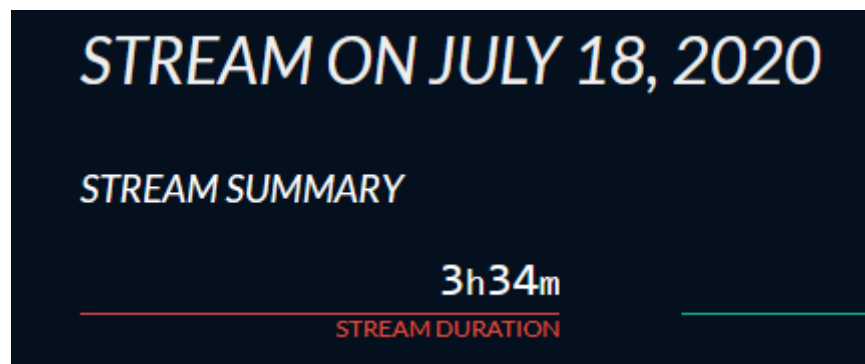 STREAM ON JULY 18, 2020
STREAM SUMMARY
3h34m
STREAM DURATION